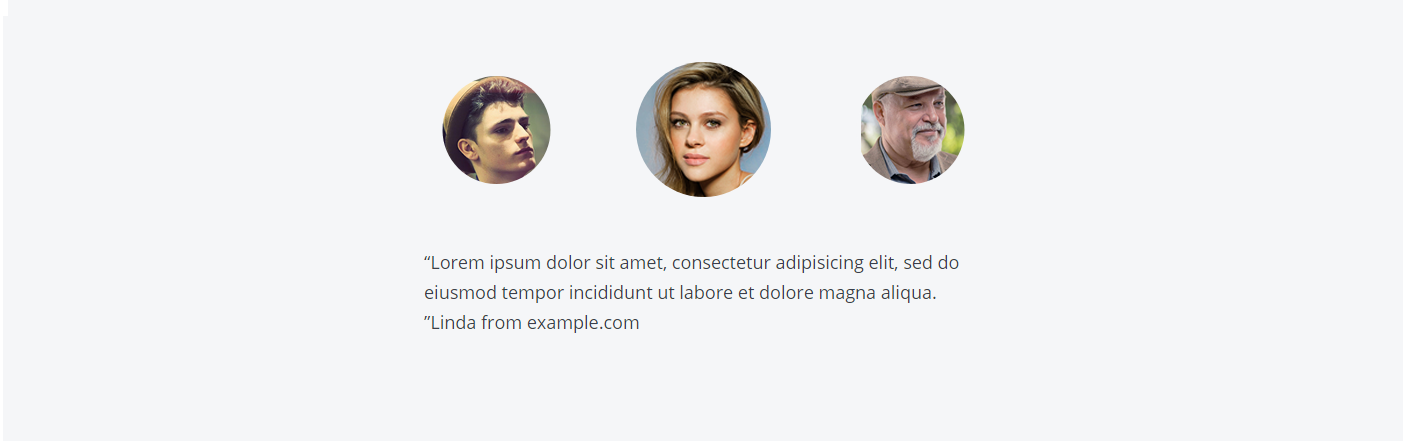 “Lorem ipsum dolor sit amet, consectetur adipisicing elit, sed do
eiusmod tempor incididunt ut labore et dolore magna aliqua.
”Linda from example.com